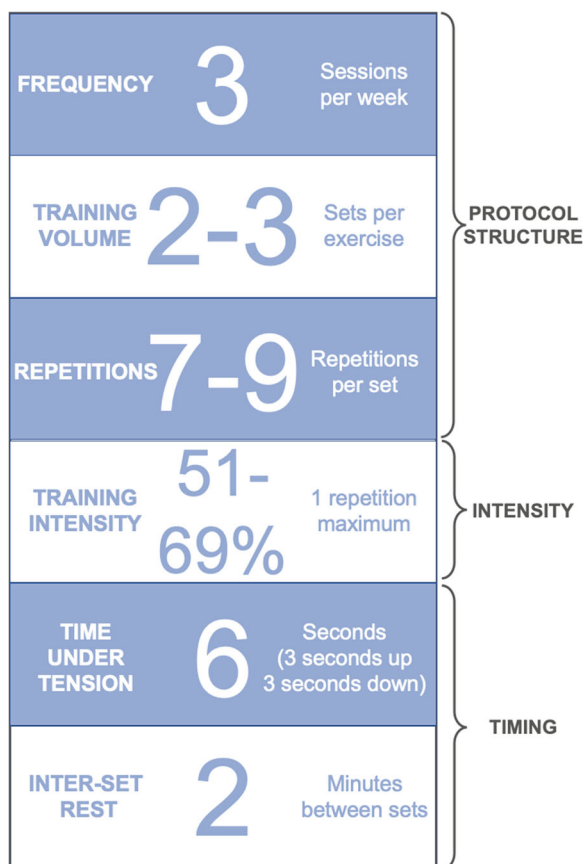 FREQUENCY
3
Sessions
per week
TRAINING
VOLUME
2-3
Sets per
exercise
REPETITIONS
7-9
Repetitions
per set
PROTOCOL
STRUCTURE
TRAINING
INTENSITY
51-
69%
1 repetition
maximum
INTENSITY
TIME
UNDER
TENSION
6
Seconds
(3 seconds up
3 seconds down)
INTER-SET
REST
2
Minutes
between sets
TIMING